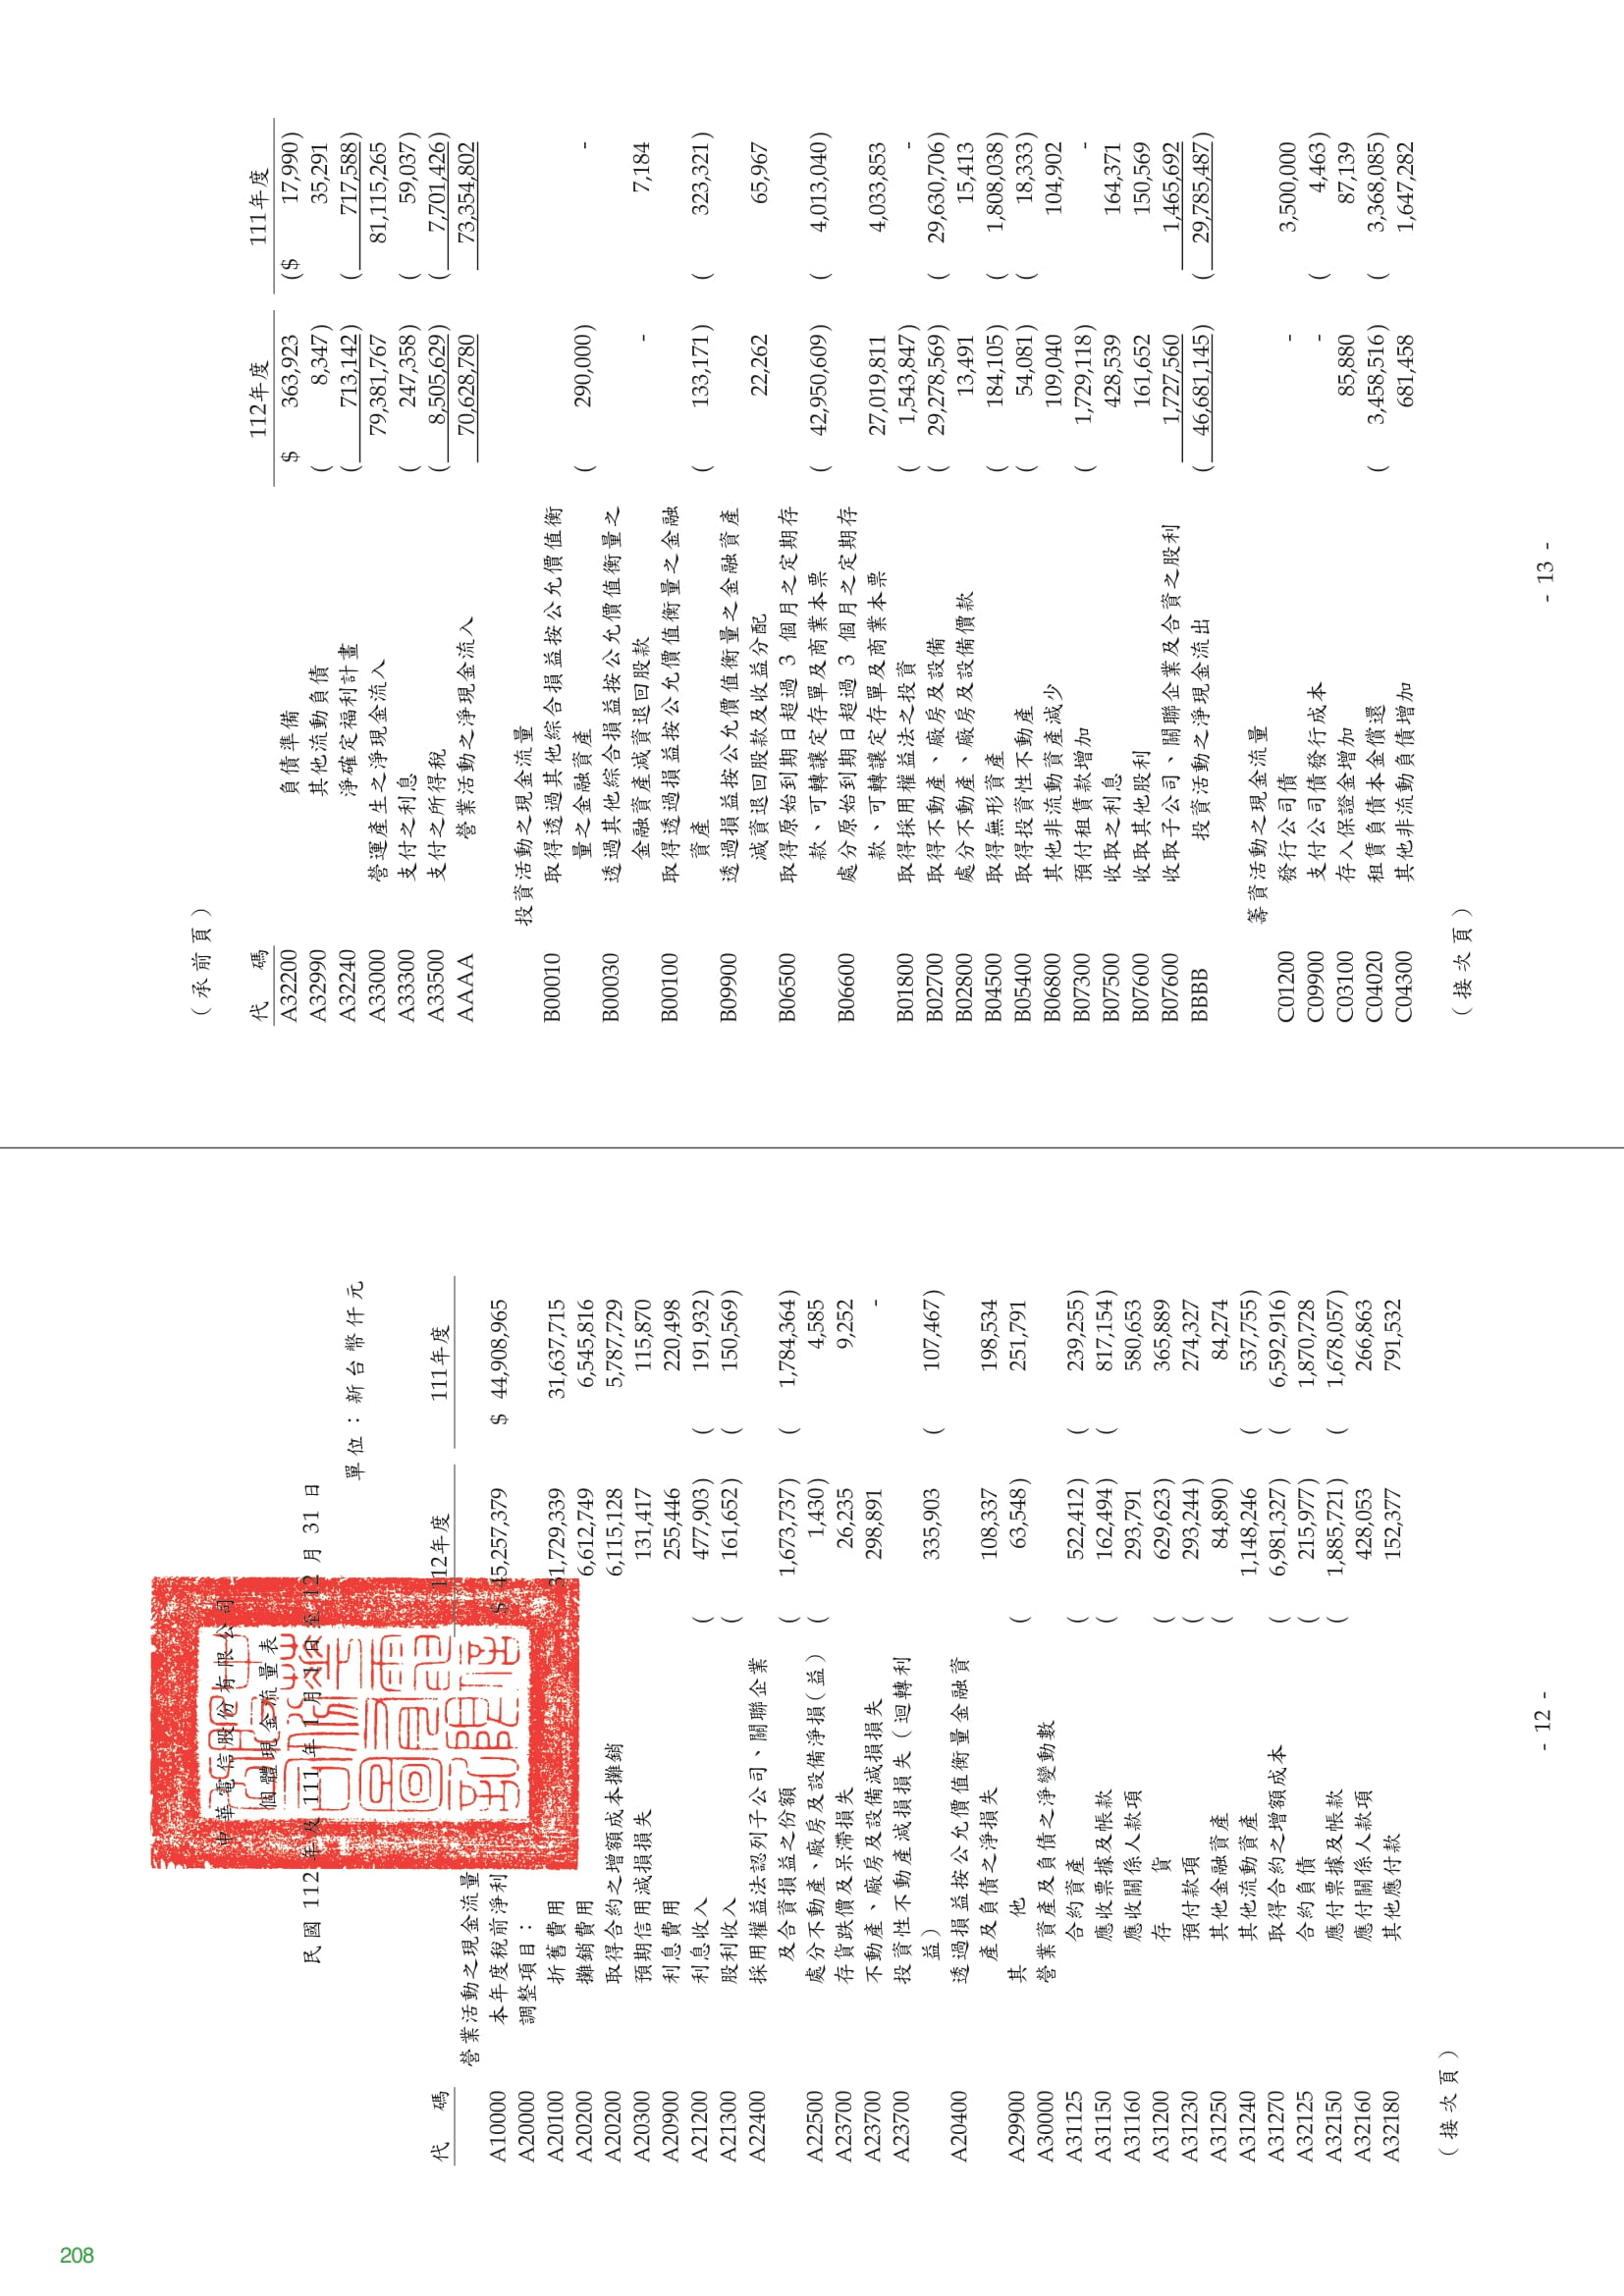 中華電信股份有限公司
個體現金流量表
民國 112 年及 111 年 1 月 1 日至 12 月 31 日
單位：新台幣仟元
代　碼　112年度　111年度
營業活動之現金流量
A10000 本年度稅前淨利 $ 45,257,379 $ 44,908,965
A20000 調整項目：
A20100 折舊費用 31,729,339 31,637,715
A20200 攤銷費用 6,612,749 6,545,816
A20200 取得合約之增額成本攤銷 6,115,128 5,787,729
A20300 預期信用減損損失 131,417 115,870
A20900 利息費用 255,446 220,498
A21200 利息收入 ( 477,903 ) ( 191,932 )
A21300 股利收入 ( 161,652 ) ( 150,569 )
A22400 採用權益法認列子公司、關聯企業
及合資損益之份額 ( 1,673,737 ) ( 1,784,364 )
A22500 處分不動產、廠房及設備淨損（益） ( 1,430 ) 4,585
A23700 存貨跌價及呆滯損失 26,235 9,252
A23700 不動產、廠房及設備減損損失 298,891 -
A23700 投資性不動產減損損失（迴轉利
益） 335,903 ( 107,467 )
A20400 透過損益按公允價值衡量金融資
產及負債之淨損失 108,337 198,534
A29900 其　他 ( 63,548 ) 251,791
A30000 營業資產及負債之淨變動數
A31125 合約資產 ( 522,412 ) ( 239,255 )
A31150 應收票據及帳款 ( 162,494 ) ( 817,154 )
A31160 應收關係人款項 293,791 580,653
A31200 存　貨 ( 629,623 ) 365,889
A31230 預付款項 ( 293,244 ) 274,327
A31250 其他金融資產 ( 84,890 ) 84,274
A31240 其他流動資產 1,148,246 ( 537,755 )
A31270 取得合約之增額成本 ( 6,981,327 ) ( 6,592,916 )
A32125 合約負債 ( 215,977 ) 1,870,728
A32150 應付票據及帳款 ( 1,885,721 ) ( 1,678,057 )
A32160 應付關係人款項 428,053 266,863
A32180 其他應付款 152,377 791,532
（接次頁）
- 12 -
（承前頁）
代　碼　112年度　111年度
A32200 負債準備 $ 363,923 ( $ 17,990 )
A32990 其他流動負債 ( 8,347 ) 35,291
A32240 淨確定福利計畫 ( 713,142 ) ( 717,588 )
A33000 營運產生之淨現金流入 79,381,767 81,115,265
A33300 支付之利息 ( 247,358 ) ( 59,037 )
A33500 支付之所得稅 ( 8,505,629 ) ( 7,701,426 )
AAAA 營業活動之淨現金流入 70,628,780 73,354,802
投資活動之現金流量
B00010 取得透過其他綜合損益按公允價值衡
量之金融資產 ( 290,000 ) -
B00030 透過其他綜合損益按公允價值衡量之
金融資產減資退回股款 - 7,184
B00100 取得透過損益按公允價值衡量之金融
資產 ( 133,171 ) ( 323,321 )
B09900 透過損益按公允價值衡量之金融資產
減資退回股款及收益分配 22,262 65,967
B06500 取得原始到期日超過 3 個月之定期存
款、可轉讓定存單及商業本票 ( 42,950,609 ) ( 4,013,040 )
B06600 處分原始到期日超過 3 個月之定期存
款、可轉讓定存單及商業本票 27,019,811 4,033,853
B01800 取得採用權益法之投資 ( 1,543,847 ) -
B02700 取得不動產、廠房及設備 ( 29,278,569 ) ( 29,630,706 )
B02800 處分不動產、廠房及設備價款 13,491 15,413
B04500 取得無形資產 ( 184,105 ) ( 1,808,038 )
B05400 取得投資性不動產 ( 54,081 ) ( 18,333 )
B06800 其他非流動資產減少 109,040 104,902
B07300 預付租賃款增加 ( 1,729,118 ) -
B07500 收取之利息 428,539 164,371
B07600 收取其他股利 161,652 150,569
B07600 收取子公司、關聯企業及合資之股利 1,727,560 1,465,692
BBBB 投資活動之淨現金流出 ( 46,681,145 ) ( 29,785,487 )
籌資活動之現金流量
C01200 發行公司債 - 3,500,000
C09900 支付公司債發行成本 - ( 4,463 )
C03100 存入保證金增加 85,880 87,139
C04020 租賃負債本金償還 ( 3,458,516 ) ( 3,368,085 )
C04300 其他非流動負債增加 681,458 1,647,282
（接次頁）
- 13 -
208